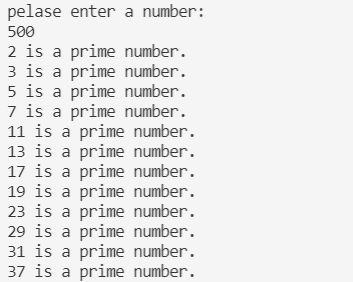 pelase enter a number:
500
2 is a prime number.
3 is a prime number.
5 is a prime number.
7 is a prime number.
11 is a prime number.
13 is a prime number.
17 is a prime number.
19 is a prime number.
23 is a prime number.
29 is a prime number.
31 is a prime number.
37 is a prime number.